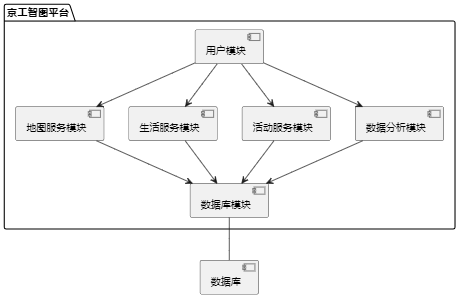 京工智图平台
用户模块
地图服务模块
生活服务模块
活动服务模块
数据分析模块
数据库模块
数据库